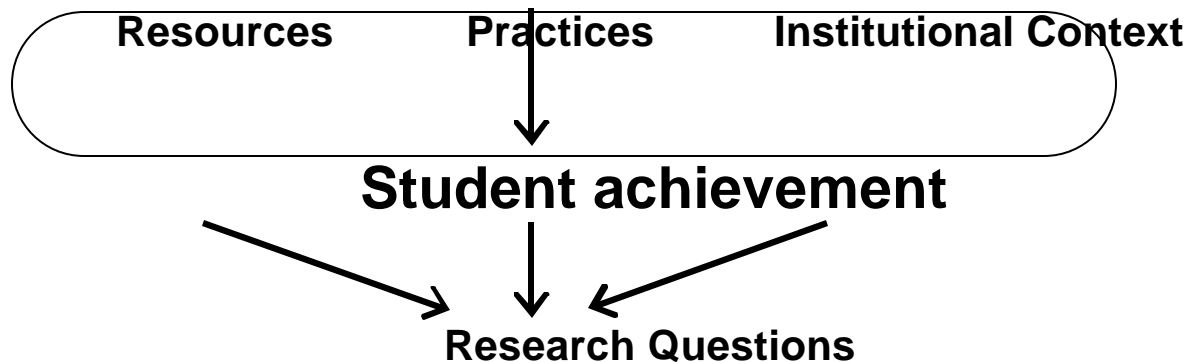 Resources Practices Institutional Context
Student achievement
Research Questions